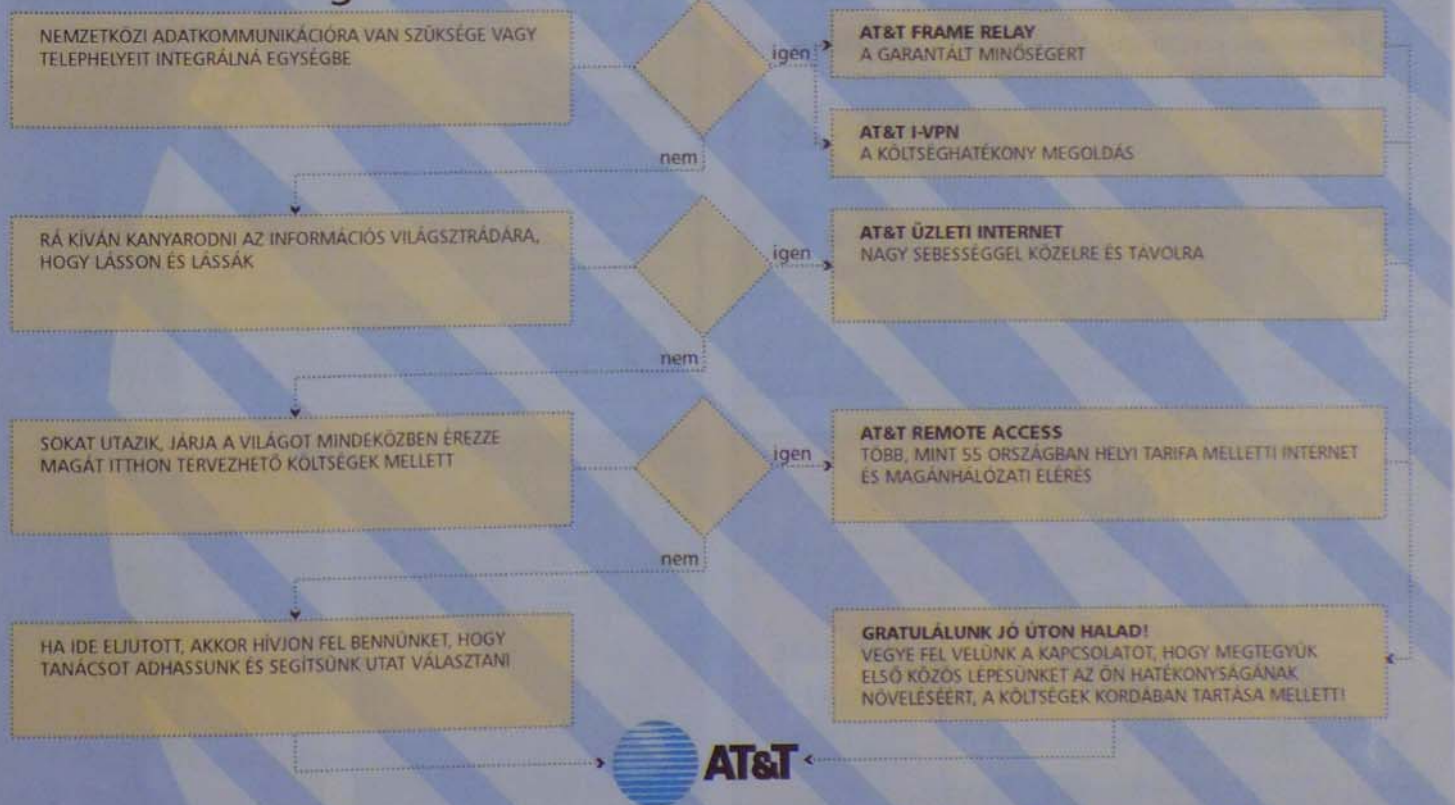 NEMZETKÖZI ADATKOMMUNIKÁCIÓRA VAN SZÜKSÉGE VAGY
TELEPHELYEIT INTEGRÁLNÁ EGYSÉGBE
igen
AT&T FRAME RELAY
A GARANTÁLT MINŐSÉGÉRT
AT&T I-VPN
A KÖLTSÉGHATÉKONY MEGOLDÁS
nem
RÁ KÍVÁN KANYARODNI AZ INFORMÁCIÓS VILÁGSZTRÁDÁRA,
HOGY LÁSSON ÉS LÁSSÁK
igen
AT&T ÜZLETI INTERNET
NAGY SEBESSÉGGEL KÖZELRE ÉS TÁVOLRA
nem
SOKAT UTAZIK, JÁRJA A VILÁGOT MINDEKÖZBEN ÉREZZE
MAGÁT ITTHON TERVEZHETŐ KÖLTSÉGEK MELLETT
igen
AT&T REMOTE ACCESS
TÖBB, MINT 55 ORSZÁGBAN HELYI TARIFA MELLETTI INTERNET
ÉS MAGÁNHÁLÓZATI ELÉRÉS
nem
HA IDE ELJUTOTT, AKKOR HÍVJON FEL BENNÜNKET, HOGY
TANÁCSOT ADHASSUNK ÉS SEGÍTSÜNK UTAT VÁLASZTANI
GRATULÁLUNK JÓ ÚTON HALAD!
VEGYE FEL VELÜNK A KAPCSOLATOT, HOGY MEGTEGYÜK
ELSŐ KÖZÖS LÉPÉSÜNKET AZ ÖN HATÉKONYSÁGÁNAK
NÖVELÉSÉÉRT, A KÖLTSÉGEK KORDÁBAN TARTÁSA MELLETT!
AT&T